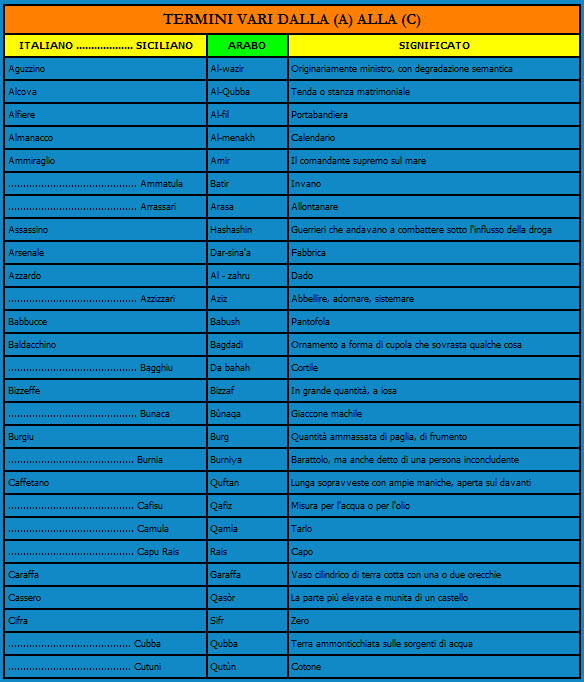 TERMINI VARI DALLA (A) ALLA (C)
ITALIANO ................... SICILIANO ARABO SIGNIFICATO
Aguzzino Al-wazir Originariamente ministro, con degradazione semantica
Alcova Al-Qubba Tenda o stanza matrimoniale
Alfiere Al-fil Portabandiera
Almanacco Al-menakh Calendario
Ammiraglio Amir Il comandante supremo sul mare
............................................ Ammatula Batir Invano
............................................ Arrassari Arasa Allontanare
Assassino Hashashin Guerrieri che andavano a combattere sotto l'influsso della droga
Arsenale Dar-sina'a Fabbrica
Azzardo Al - zahru Dado
............................................ Azzizzari Aziz Abbellire, adornare, sistemare
Babbucce Babush Pantofola
Baldacchino Bagdadi Ornamento a forma di cupola che sovrasta qualche cosa
............................................ Bagghiu Da bahah Cortile
Bizzeffe Bizzaf In grande quantità, a iosa
............................................ Bunaca Bùnaqa Giaccone machile
Burgiu Burg Quantità ammassata di paglia, di frumento
........................................... Burnia Burniya Barattolo, ma anche detto di una persona inconcludente
Caffetano Quftan Lunga sopravveste con ampie maniche, aperta sul davanti
........................................... Cafisu Qafiz Misura per l'acqua o per l'olio
........................................... Camula Qamla Tarlo
........................................... Capu Rais Rais Capo
Caraffa Garaffa Vaso cilindrico di terra cotta con una o due orecchie
Cassero Qasòr La parte più elevata e munita di un castello
Cifra Sifr Zero
.......................................... Cubba Qubba Terra ammonticchiata sulle sorgenti di acqua
.......................................... Cutuni Qutùn Cotone